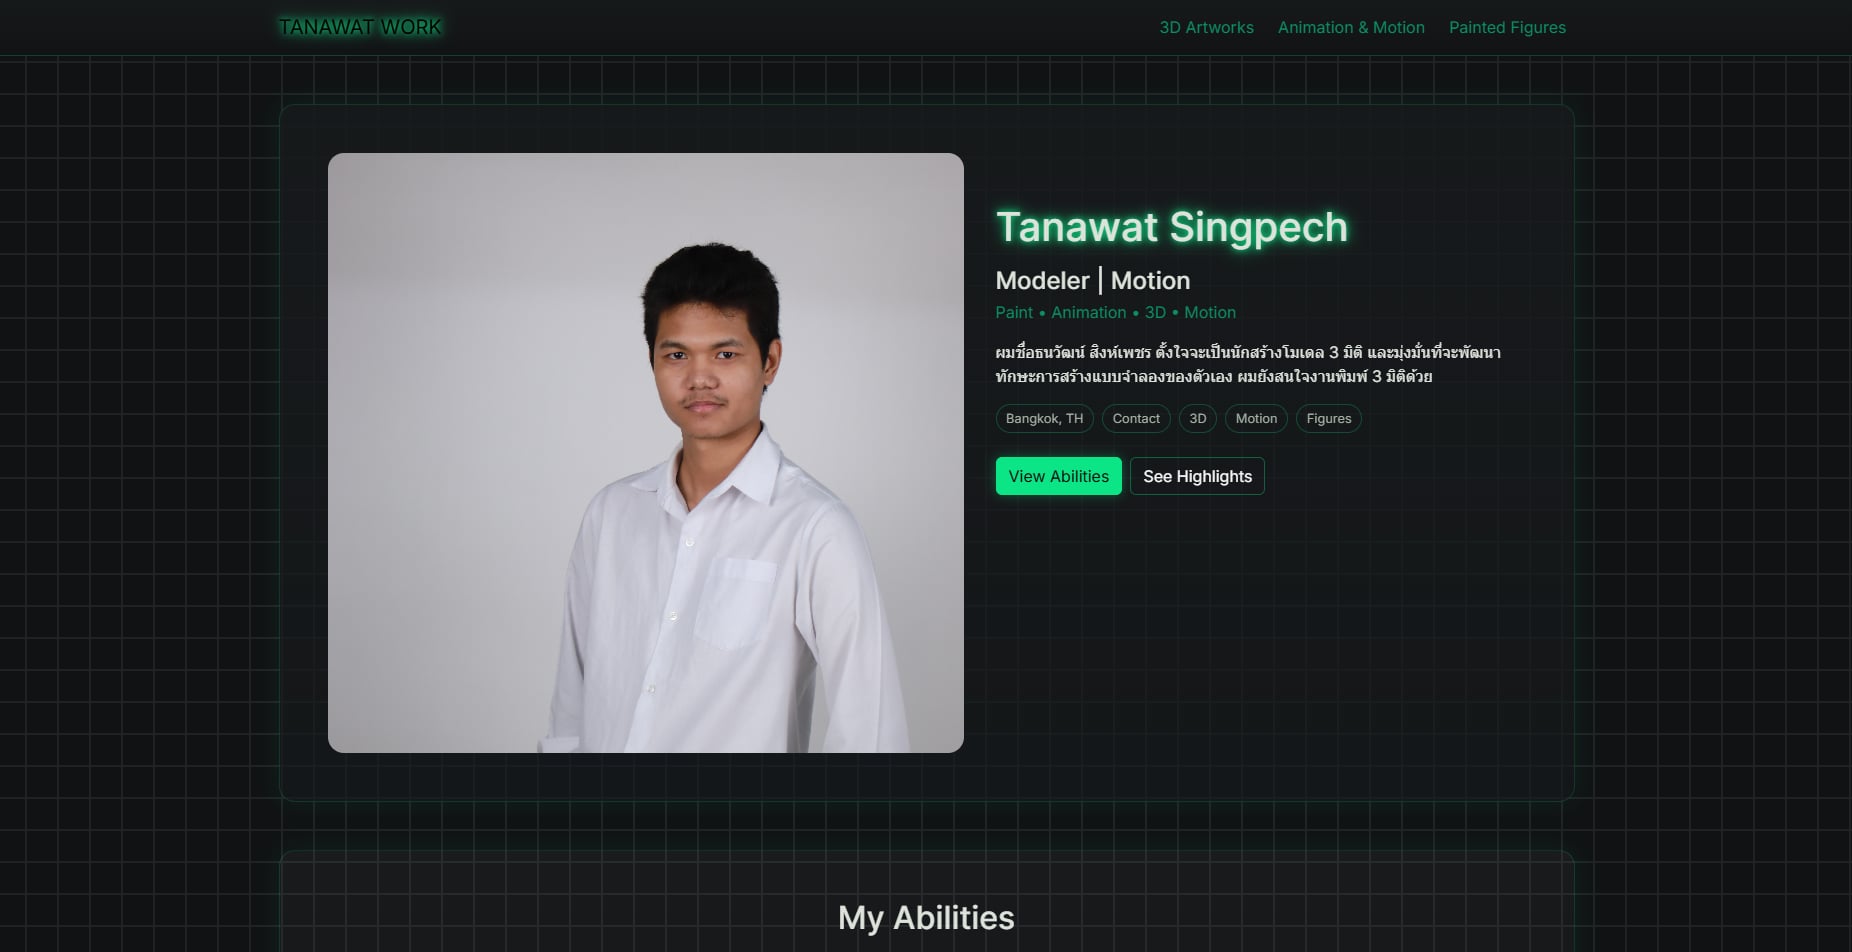 TANAWAT WORK
3D Artworks Animation & Motion Painted Figures
Tanawat Singpech
Modeler | Motion
Paint • Animation • 3D • Motion
ผมชื่อธนวัฒน์ สิงห์เพชร ตั้งใจจะเป็นนักสร้างโมเดล 3 มิติ และมุ่งมั่นที่จะพัฒนา
ทักษะการสร้างแบบจำลองของตัวเอง ผมยังสนใจงานพิมพ์ 3 มิติด้วย
Bangkok, TH Contact 3D Motion Figures
View Abilities See Highlights
My Abilities